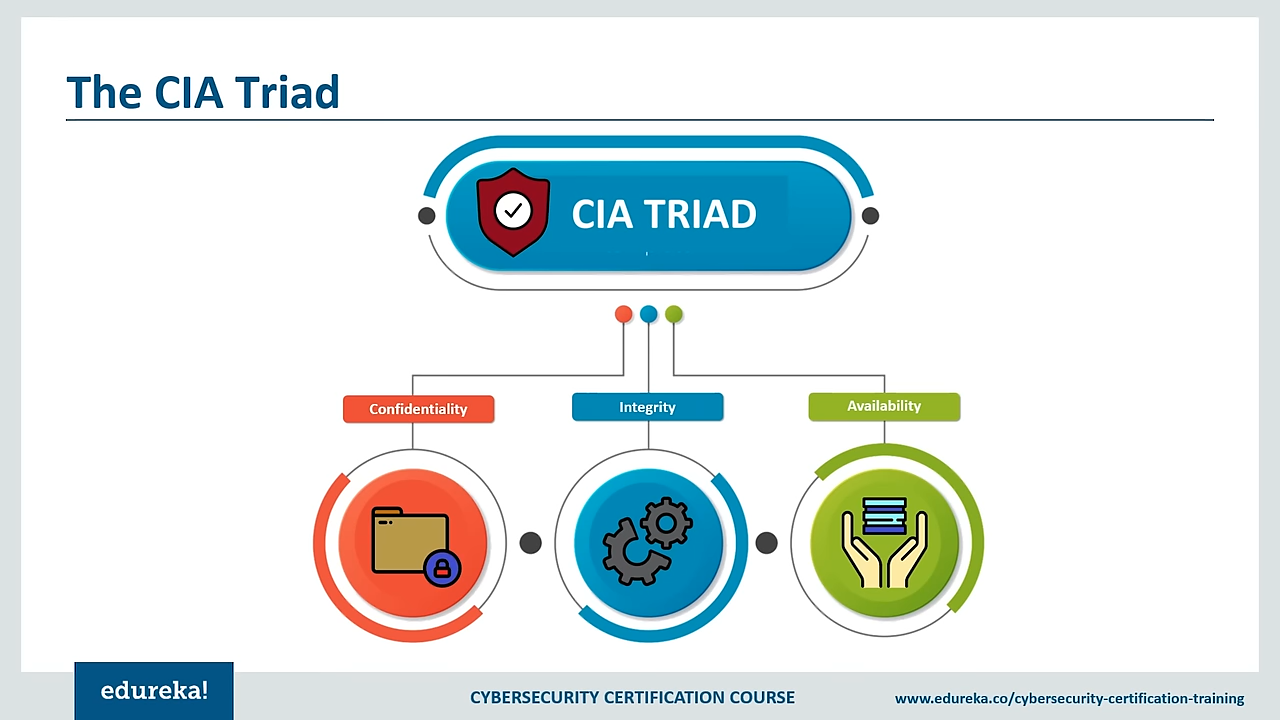 The CIA Triad
CIA TRIAD
Confidentiality
Integrity
Availability
edureka!
CYBERSECURITY CERTIFICATION COURSE
www.edureka.co/cybersecurity-certification-training